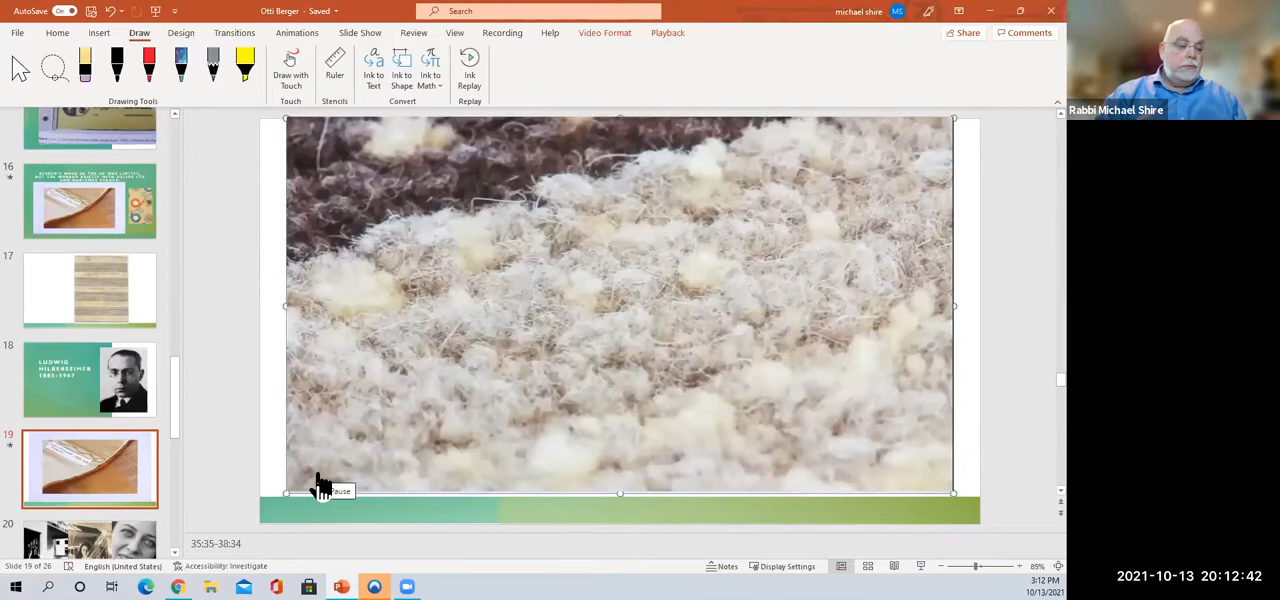 AutoSave On Otti Berger - Saved Search michael shire MS
File Home Insert Draw Design Transitions Animations Slide Show Review View Recording Help Video Format Playback Share Comments
Draw with Touch
Ruler
Ink to Text
Ink to Shape
Ink to Math
Ink Replay
Drawing Tools Touch Stencils Convert Replay
Rabbi Michael Shire
16
17
18
LUDWIG
HILBERSEIMER
1885-1967
19
20
Pause
35:35-38:34
Slide 19 of 26 English (United States) Accessibility: Investigate Notes Display Settings 85%
3:12 PM
10/13/2021
2021-10-13 20:12:42